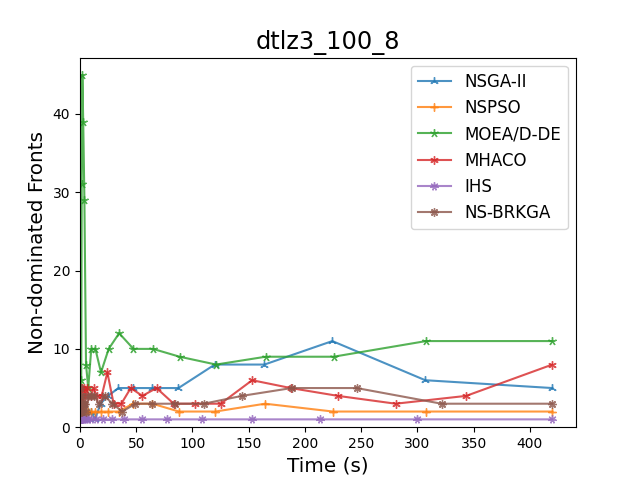 dtlz3_100_8
Non-dominated Fronts
40
30
20
10
0
NSGA-II
NSPSO
MOEA/D-DE
MHACO
IHS
NS-BRKGA
0 50 100 150 200 250 300 350 400
Time (s)